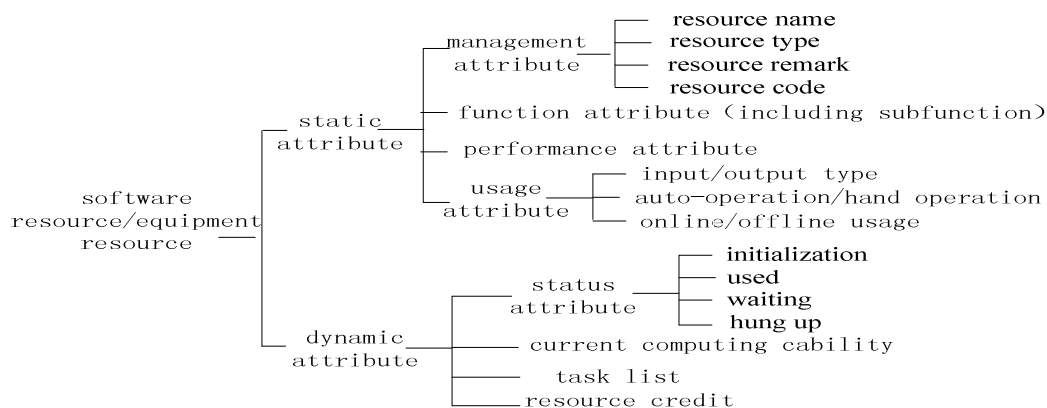 resource name
resource type
resource remark
resource code
management
attribute
function attribute (including subfunction)
static
attribute
performance attribute
usage
attribute
input/output type
auto-operation/hand operation
online/offline usage
software
resource/equipment
resource
initialization
used
waiting
hung up
status
attribute
dynamic
attribute
current computing cability
task list
resource credit